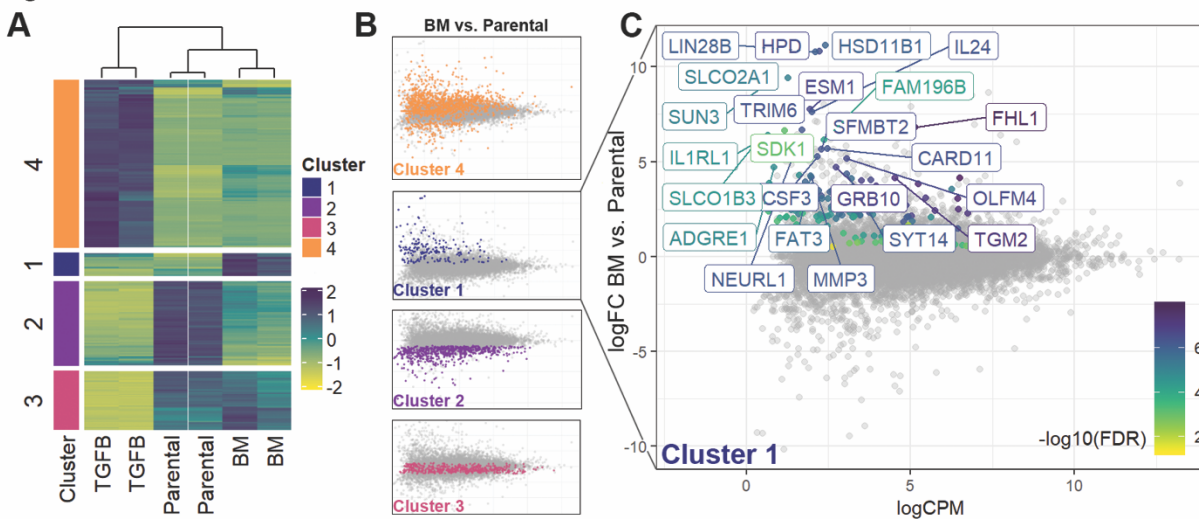 A
4
1
2
3
Cluster
TGFB
TGFB
Parental
Parental
BM
BM
Cluster
1
2
3
4
2
1
0
-1
-2
B
BM vs. Parental
Cluster 4
Cluster 1
Cluster 2
Cluster 3
C
logFC BM vs. Parental
5
0
-5
-10
LIN28B
HPD
HSD11B1
IL24
SLCO2A1
ESM1
FAM196B
SUN3
TRIM6
SFMBT2
FHL1
IL1RL1
SDK1
CARD11
SLCO1B3
CSF3
GRB10
OLFM4
ADGRE1
FAT3
SYT14
TGM2
NEURL1
MMP3
6
4
2
-log10(FDR)
Cluster 1
0
5
10
logCPM